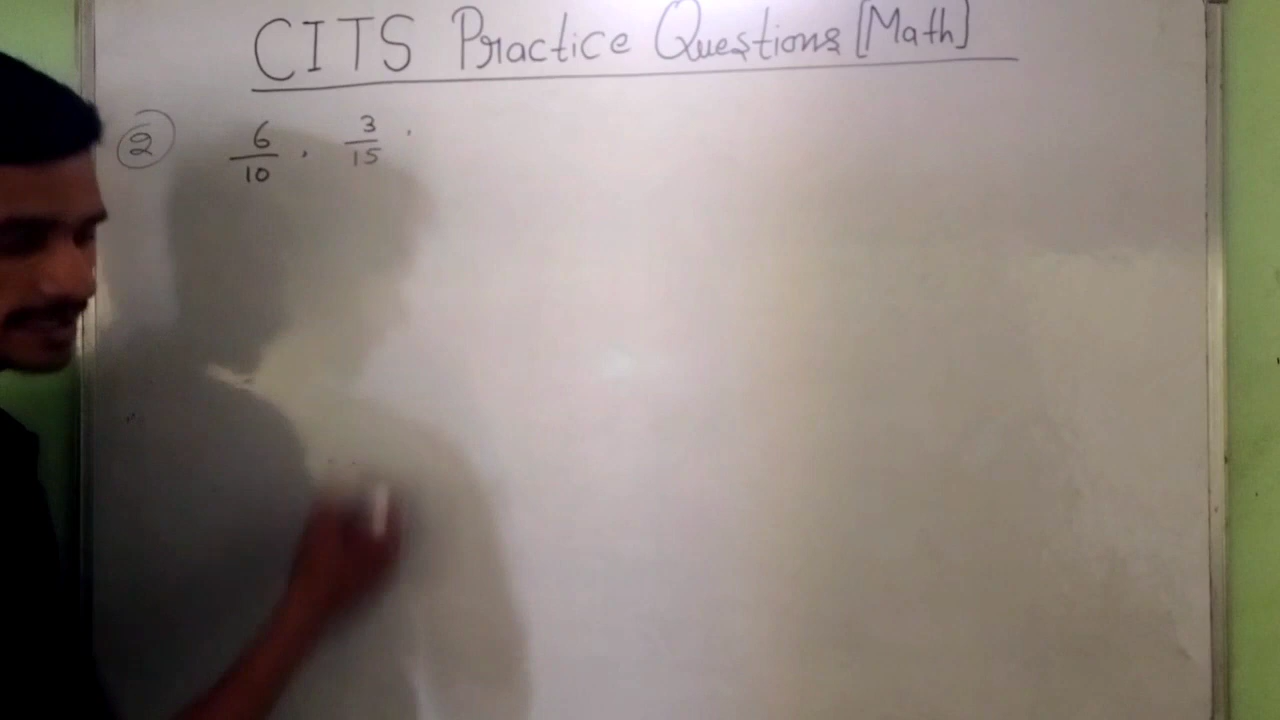 CITS Practice Questions [Math]
② 6/10 , 3/15 .